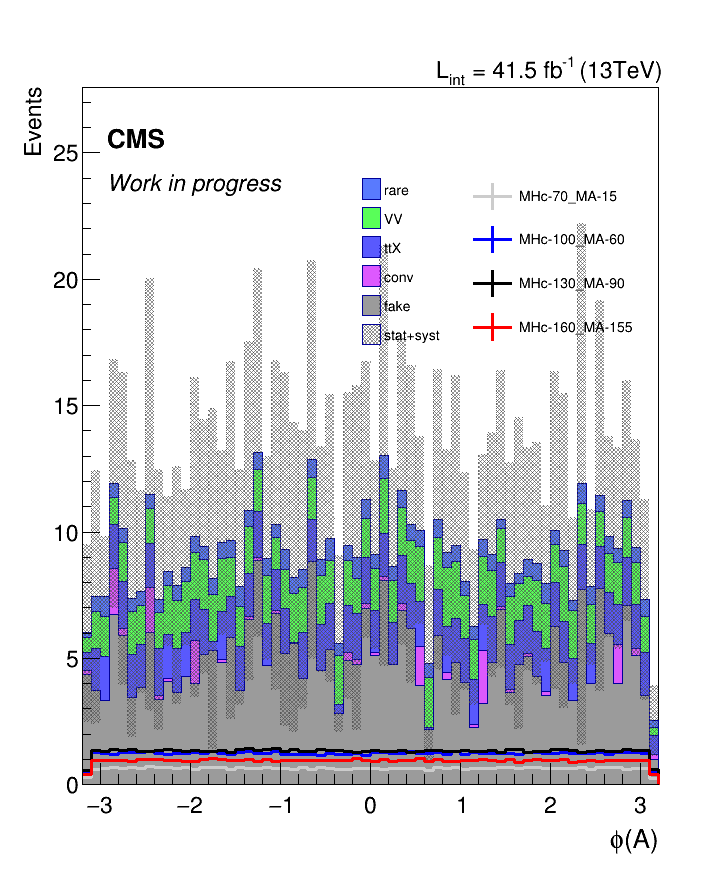 L_int = 41.5 fb^-1 (13TeV)
Events
CMS
Work in progress
rare
VV
ttX
conv
fake
stat+syst
MHc-70_MA-15
MHc-100_MA-60
MHc-130_MA-90
MHc-160_MA-155
25
20
15
10
5
0
−3 −2 −1 0 1 2 3
ϕ(A)